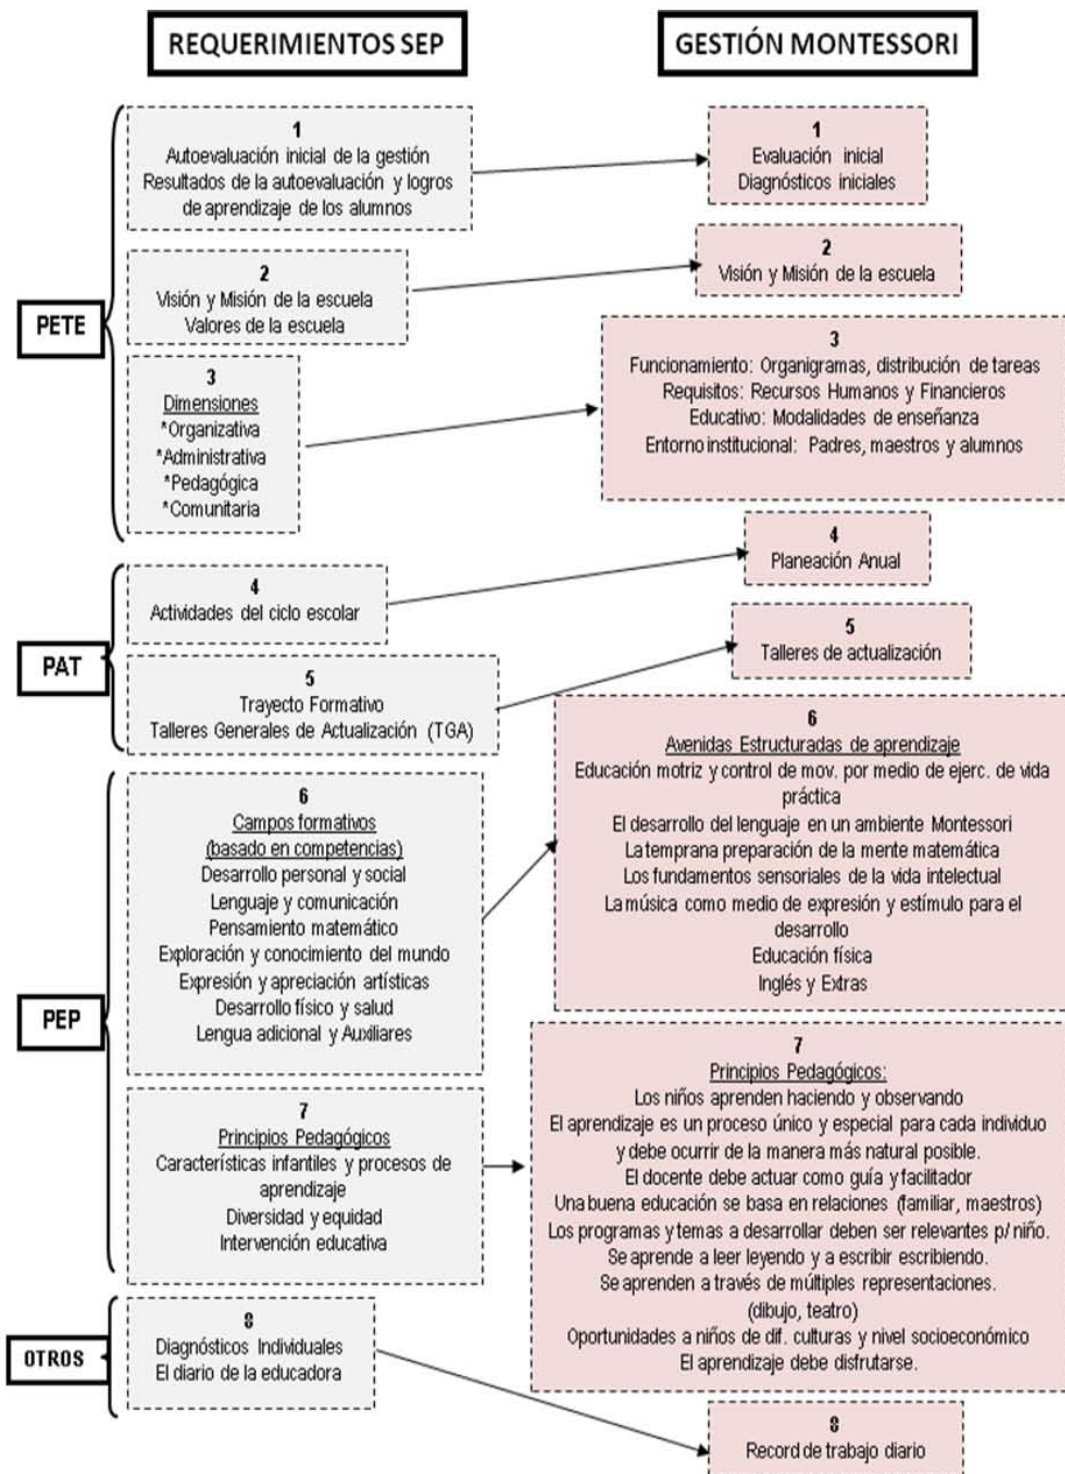 REQUERIMIENTOS SEP
GESTIÓN MONTESSORI
PETE
1
Autoevaluación inicial de la gestión
Resultados de la autoevaluación y logros
de aprendizaje de los alumnos
1
Evaluación inicial
Diagnósticos iniciales
2
Visión y Misión de la escuela
Valores de la escuela
2
Visión y Misión de la escuela
3
Dimensiones
*Organizativa
*Administrativa
*Pedagógica
*Comunitaria
3
Funcionamiento: Organigramas, distribución de tareas
Requisitos: Recursos Humanos y Financieros
Educativo: Modalidades de enseñanza
Entorno institucional: Padres, maestros y alumnos
PAT
4
Actividades del ciclo escolar
4
Planeación Anual
5
Trayecto Formativo
Talleres Generales de Actualización (TGA)
5
Talleres de actualización
PEP
6
Campos formativos
(basado en competencias)
Desarrollo personal y social
Lenguaje y comunicación
Pensamiento matemático
Exploración y conocimiento del mundo
Expresión y apreciación artísticas
Desarrollo físico y salud
Lengua adicional y Auxiliares
6
Avenidas Estructuradas de aprendizaje
Educación motriz y control de mov. por medio de ejerc. de vida
práctica
El desarrollo del lenguaje en un ambiente Montessori
La temprana preparación de la mente matemática
Los fundamentos sensoriales de la vida intelectual
La música como medio de expresión y estímulo para el
desarrollo
Educación física
Inglés y Extras
7
Principios Pedagógicos
Características infantiles y procesos de
aprendizaje
Diversidad y equidad
Intervención educativa
7
Principios Pedagógicos:
Los niños aprenden haciendo y observando
El aprendizaje es un proceso único y especial para cada individuo
y debe ocurrir de la manera más natural posible.
El docente debe actuar como guía y facilitador
Una buena educación se basa en relaciones (familiar, maestros)
Los programas y temas a desarrollar deben ser relevantes p/ niño.
Se aprende a leer leyendo y a escribir escribiendo.
Se aprenden a través de múltiples representaciones.
(dibujo, teatro)
Oportunidades a niños de dif. culturas y nivel socioeconómico
El aprendizaje debe disfrutarse.
OTROS
8
Diagnósticos Individuales
El diario de la educadora
8
Record de trabajo diario